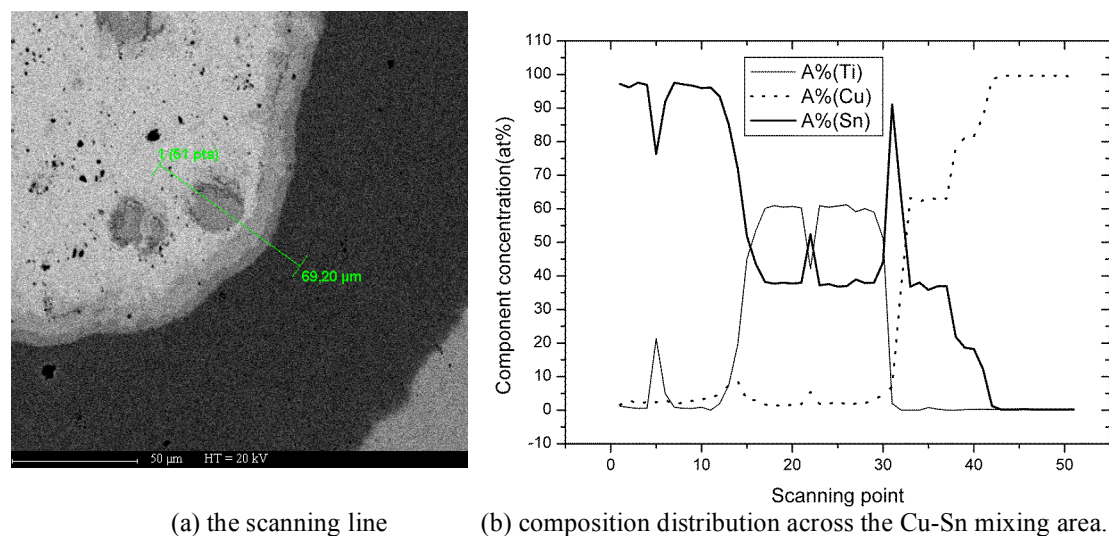 1 (51 pts)
69,20 µm
50 µm HT = 20 kV
110
100
90
80
70
60
50
40
30
20
10
0
-10
Component concentration(at%)
A%(Ti)
A%(Cu)
A%(Sn)
0 10 20 30 40 50
Scanning point
(a) the scanning line (b) composition distribution across the Cu-Sn mixing area.